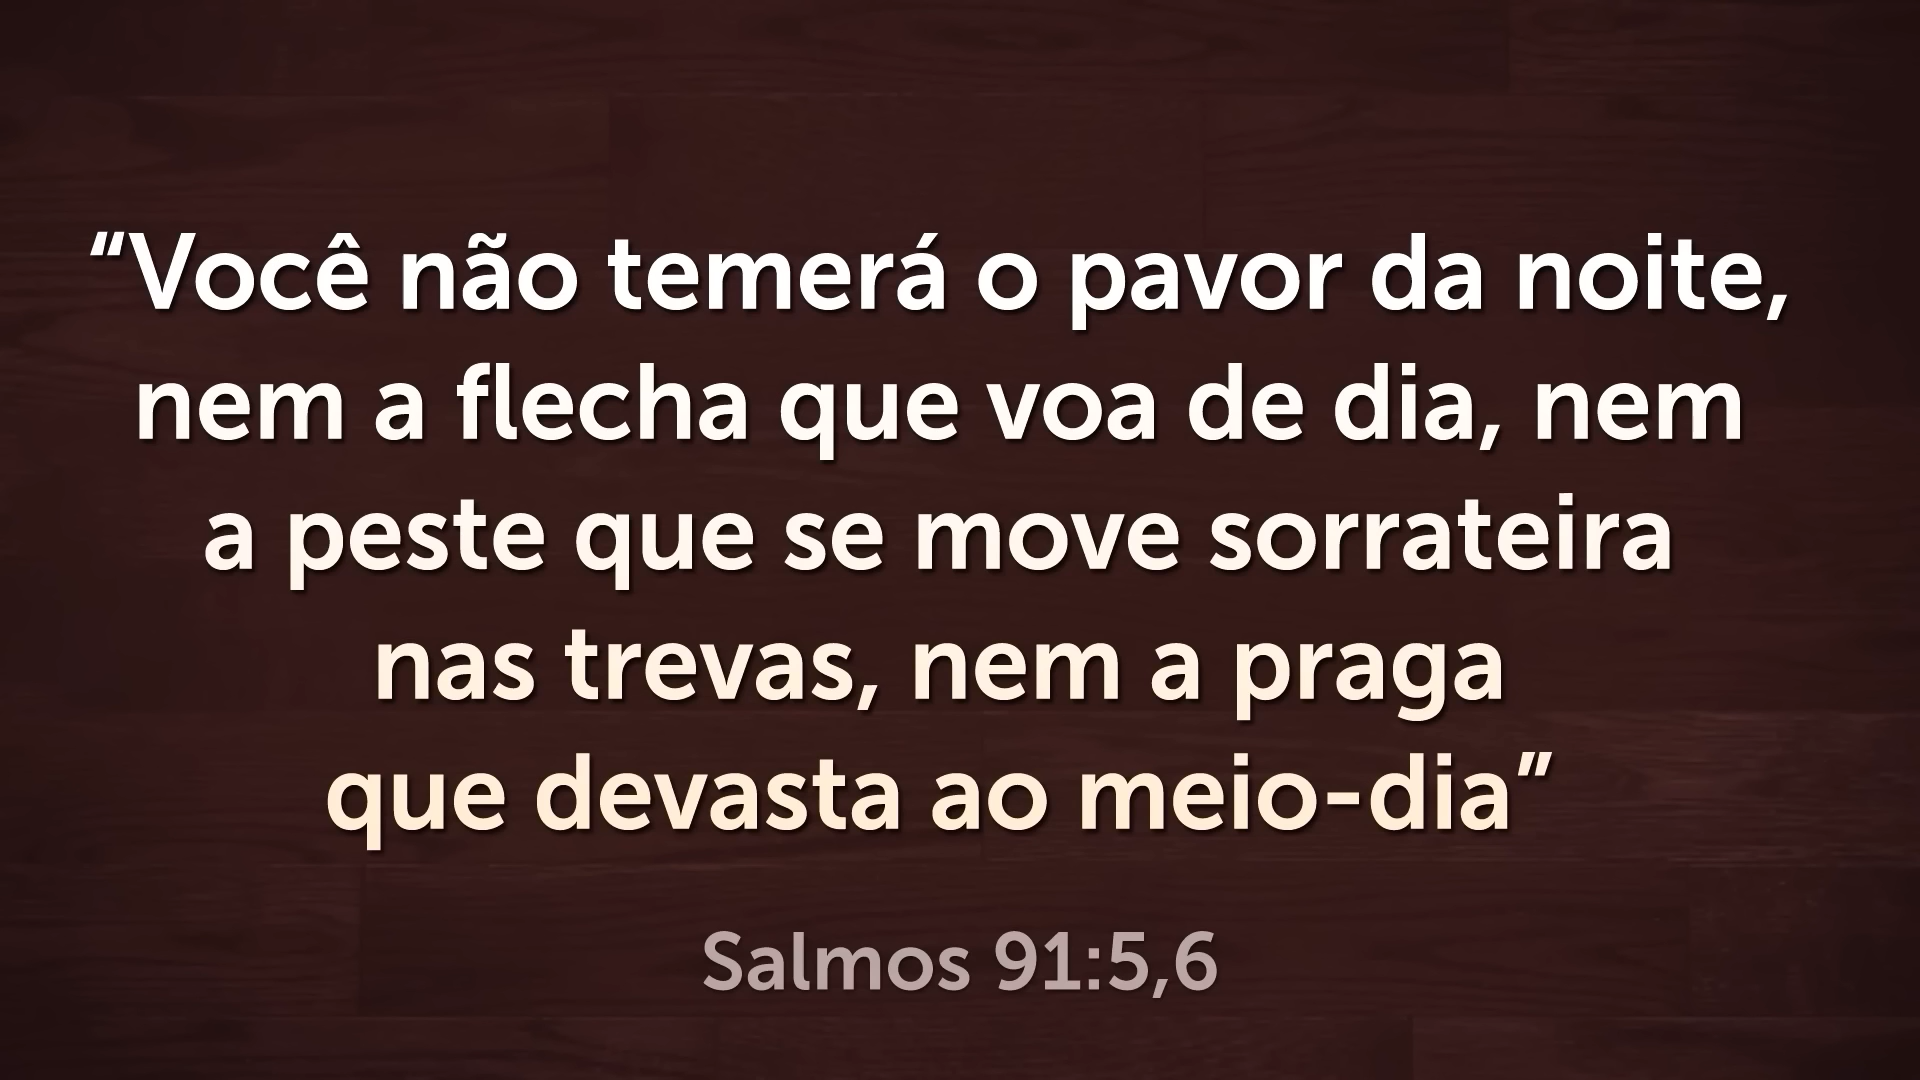 “Você não temerá o pavor da noite,
nem a flecha que voa de dia, nem
a peste que se move sorrateira
nas trevas, nem a praga
que devasta ao meio-dia”
Salmos 91:5,6